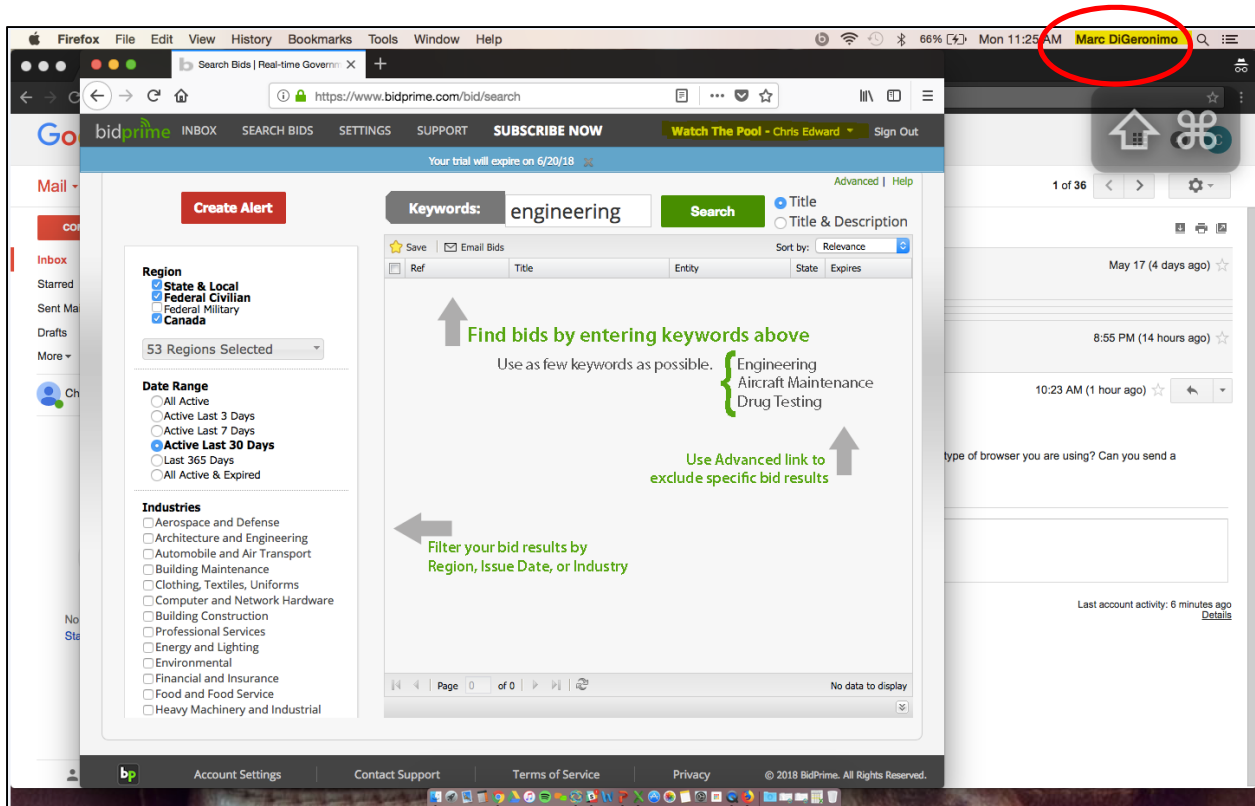 Firefox File Edit View History Bookmarks Tools Window Help
66% Mon 11:25 AM Marc DiGeronimo
Search Bids | Real-time Governm
https://www.bidprime.com/bid/search
bidprime INBOX SEARCH BIDS SETTINGS SUPPORT SUBSCRIBE NOW Watch The Pool - Chris Edward Sign Out
Your trial will expire on 6/20/18
Advanced | Help
Create Alert
Keywords: engineering Search
Title
Title & Description
Save Email Bids Sort by: Relevance
Ref Title Entity State Expires
Region
State & Local
Federal Civilian
Federal Military
Canada
53 Regions Selected
Date Range
All Active
Active Last 3 Days
Active Last 7 Days
Active Last 30 Days
Last 365 Days
All Active & Expired
Industries
Aerospace and Defense
Architecture and Engineering
Automobile and Air Transport
Building Maintenance
Clothing, Textiles, Uniforms
Computer and Network Hardware
Building Construction
Professional Services
Energy and Lighting
Environmental
Financial and Insurance
Food and Food Service
Heavy Machinery and Industrial
Find bids by entering keywords above
Use as few keywords as possible.
Engineering
Aircraft Maintenance
Drug Testing
Use Advanced link to
exclude specific bid results
Filter your bid results by
Region, Issue Date, or Industry
Page 0 of 0 No data to display
bp Account Settings Contact Support Terms of Service Privacy © 2018 BidPrime. All Rights Reserved.
Goo
Mail
COM
Inbox
Starred
Sent Mai
Drafts
More
Ch
No
Sta
1 of 36
May 17 (4 days ago)
8:55 PM (14 hours ago)
10:23 AM (1 hour ago)
type of browser you are using? Can you send a
Last account activity: 6 minutes ago
Details